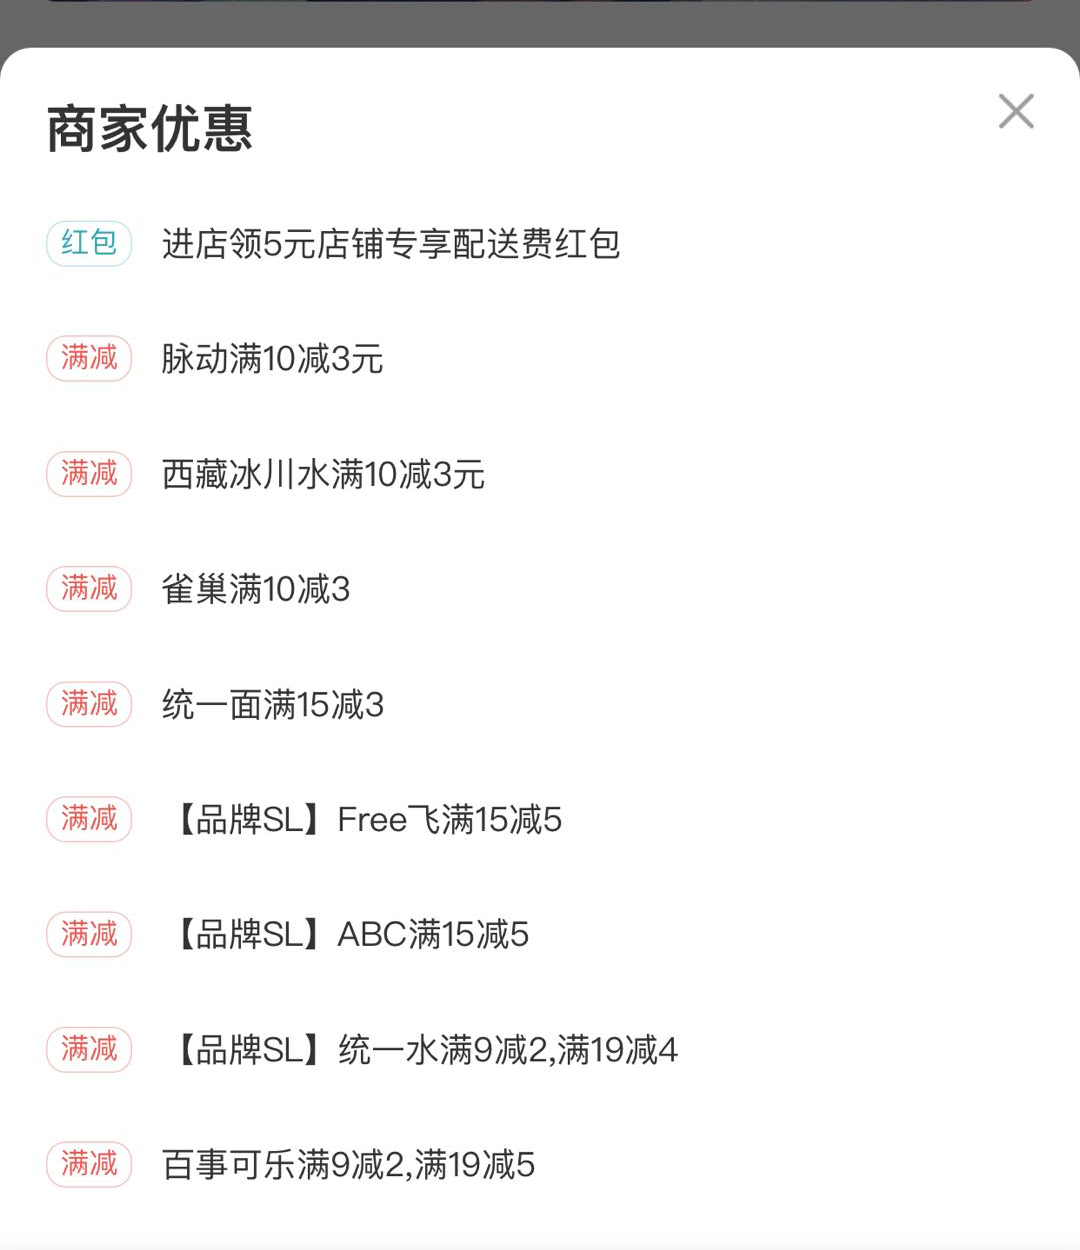 商家优惠
红包 进店领5元店铺专享配送费红包
满减 脉动满10减3元
满减 西藏冰川水满10减3元
满减 雀巢满10减3
满减 统一面满15减3
满减 【品牌SL】Free飞满15减5
满减 【品牌SL】ABC满15减5
满减 【品牌SL】统一水满9减2,满19减4
满减 百事可乐满9减2,满19减5